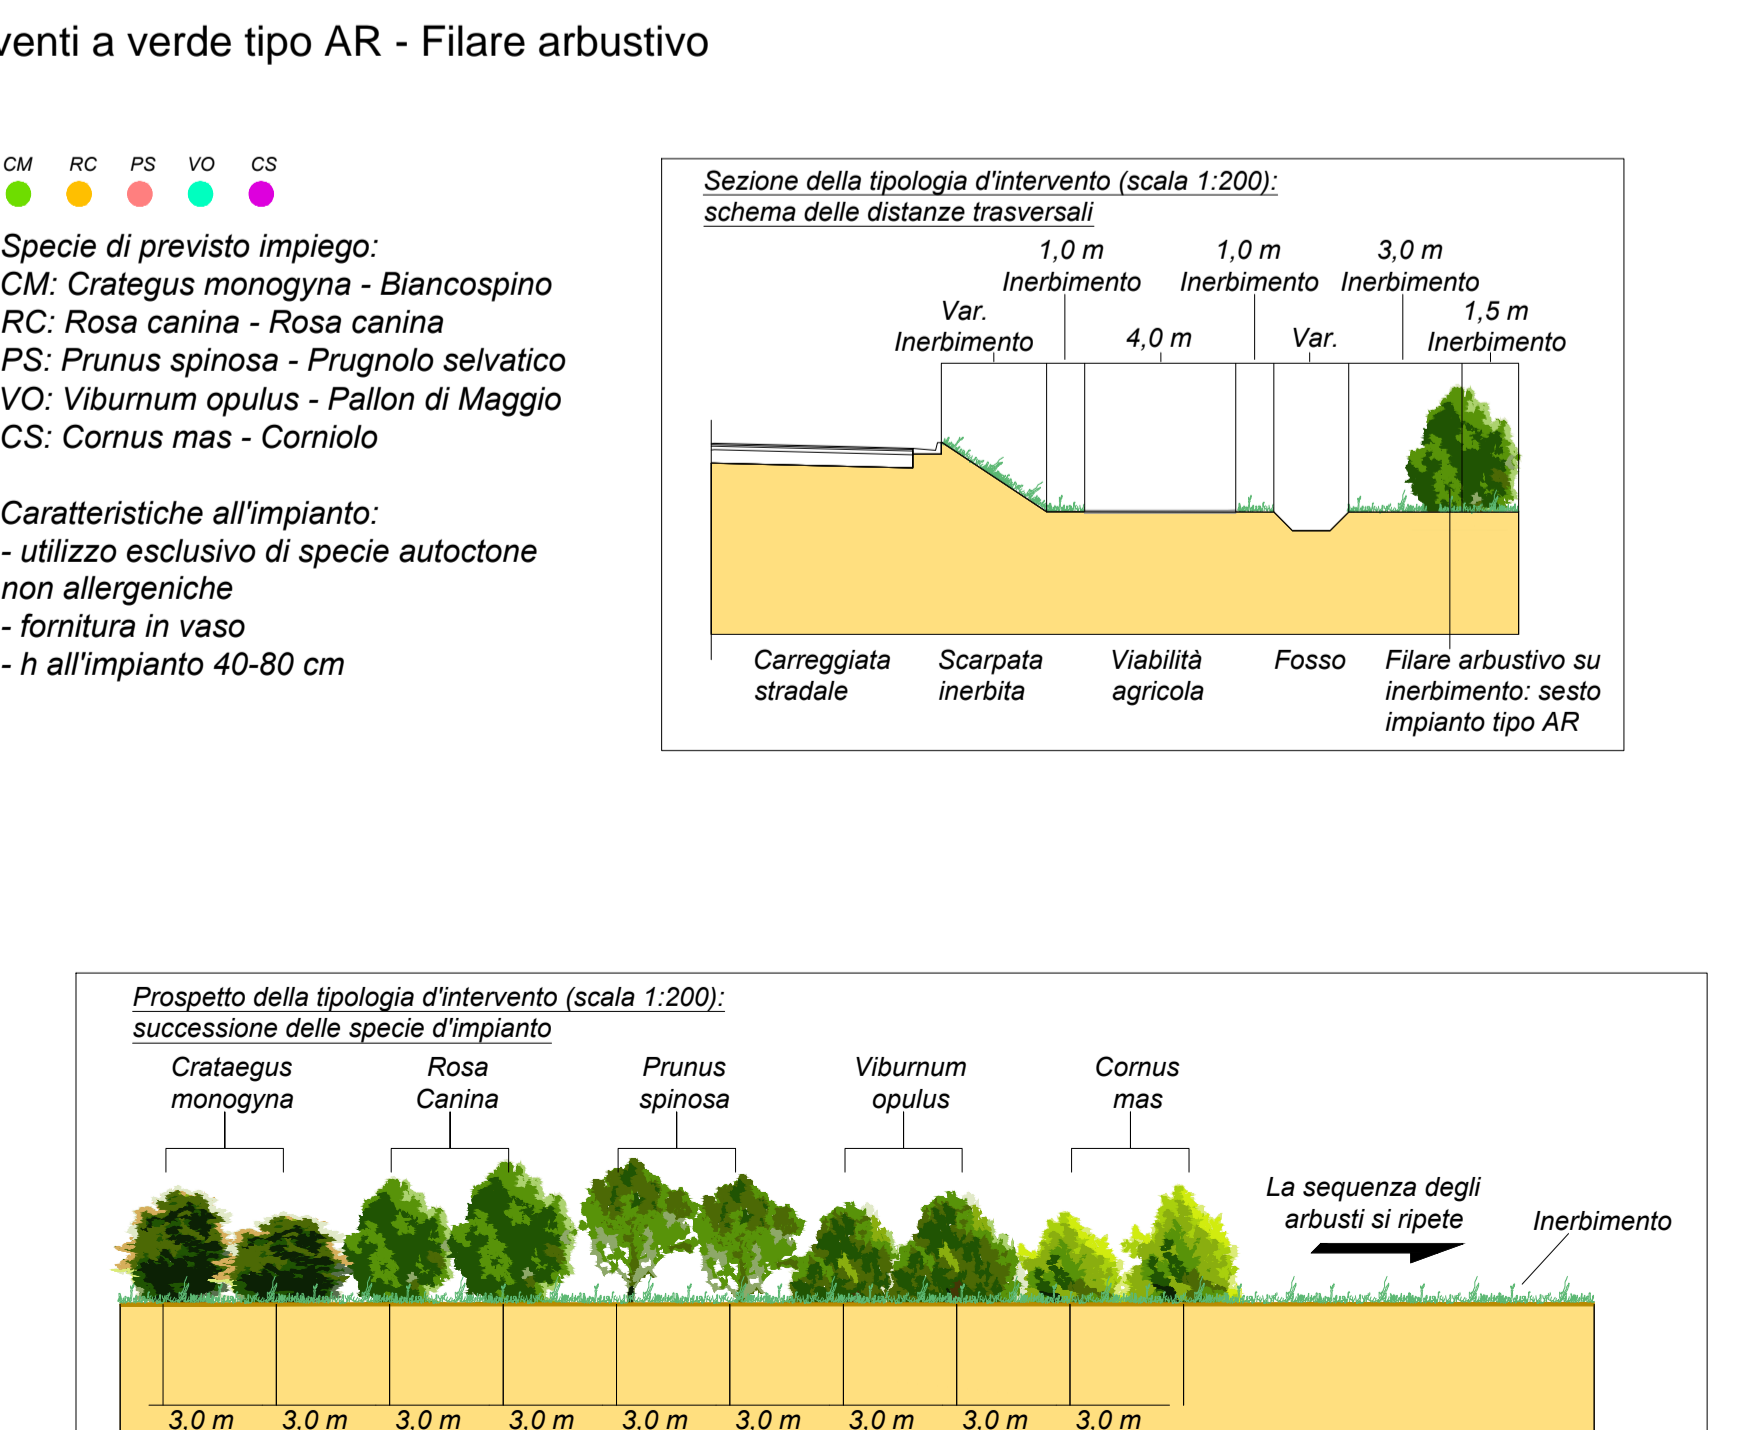 venti a verde tipo AR - Filare arbustivo
CM RC PS VO CS
Specie di previsto impiego:
CM: Crategus monogyna - Biancospino
RC: Rosa canina - Rosa canina
PS: Prunus spinosa - Prugnolo selvatico
VO: Viburnum opulus - Pallon di Maggio
CS: Cornus mas - Corniolo
Caratteristiche all'impianto:
- utilizzo esclusivo di specie autoctone
non allergeniche
- fornitura in vaso
- h all'impianto 40-80 cm
Sezione della tipologia d'intervento (scala 1:200):
schema delle distanze trasversali
1,0 m
Inerbimento
1,0 m
Inerbimento
3,0 m
Inerbimento
Var.
Inerbimento
4,0 m
Var.
1,5 m
Inerbimento
Carreggiata
stradale
Scarpata
inerbita
Viabilità
agricola
Fosso
Filare arbustivo su
inerbimento: sesto
impianto tipo AR
Prospetto della tipologia d'intervento (scala 1:200):
successione delle specie d'impianto
Crataegus
monogyna
Rosa
Canina
Prunus
spinosa
Viburnum
opulus
Cornus
mas
La sequenza degli
arbusti si ripete
Inerbimento
3,0 m 3,0 m 3,0 m 3,0 m 3,0 m 3,0 m 3,0 m 3,0 m 3,0 m